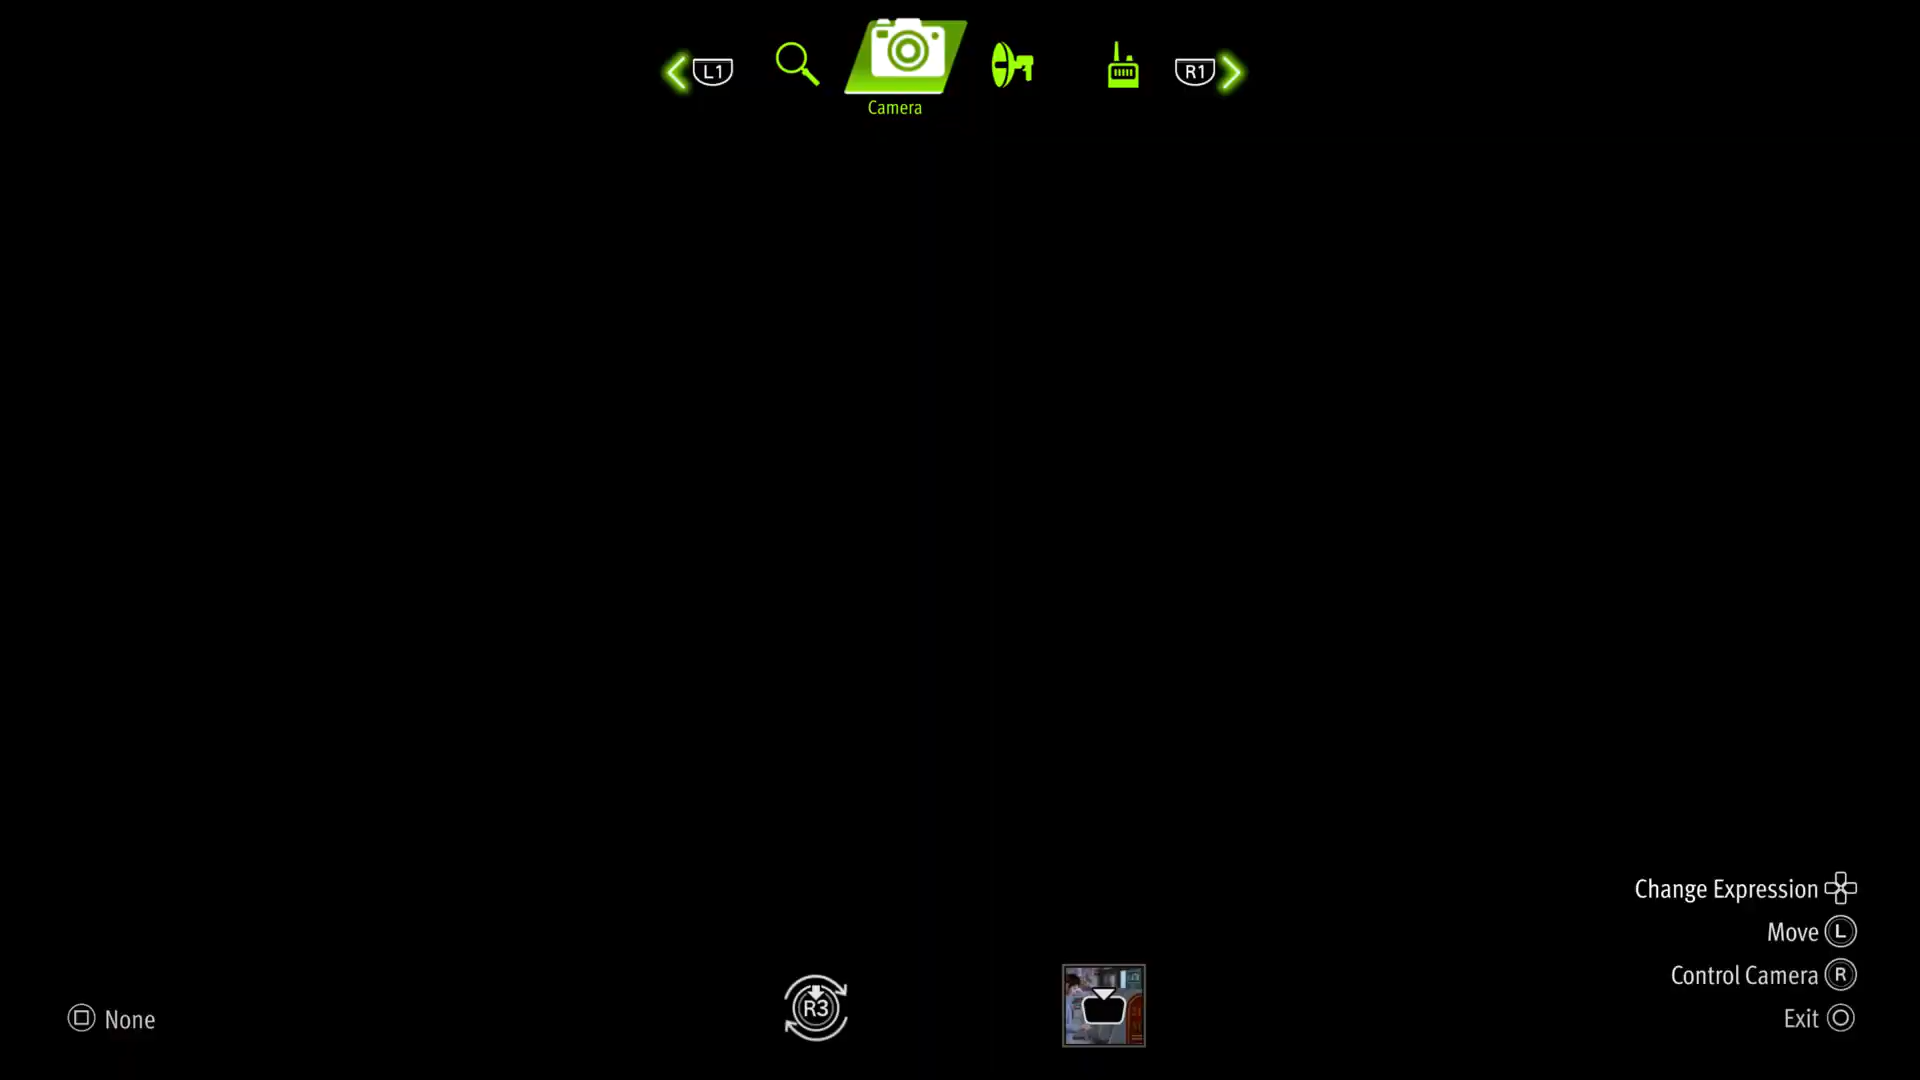 L1
R1
Camera
Change Expression
Move L
Control Camera R
R3
None
Exit